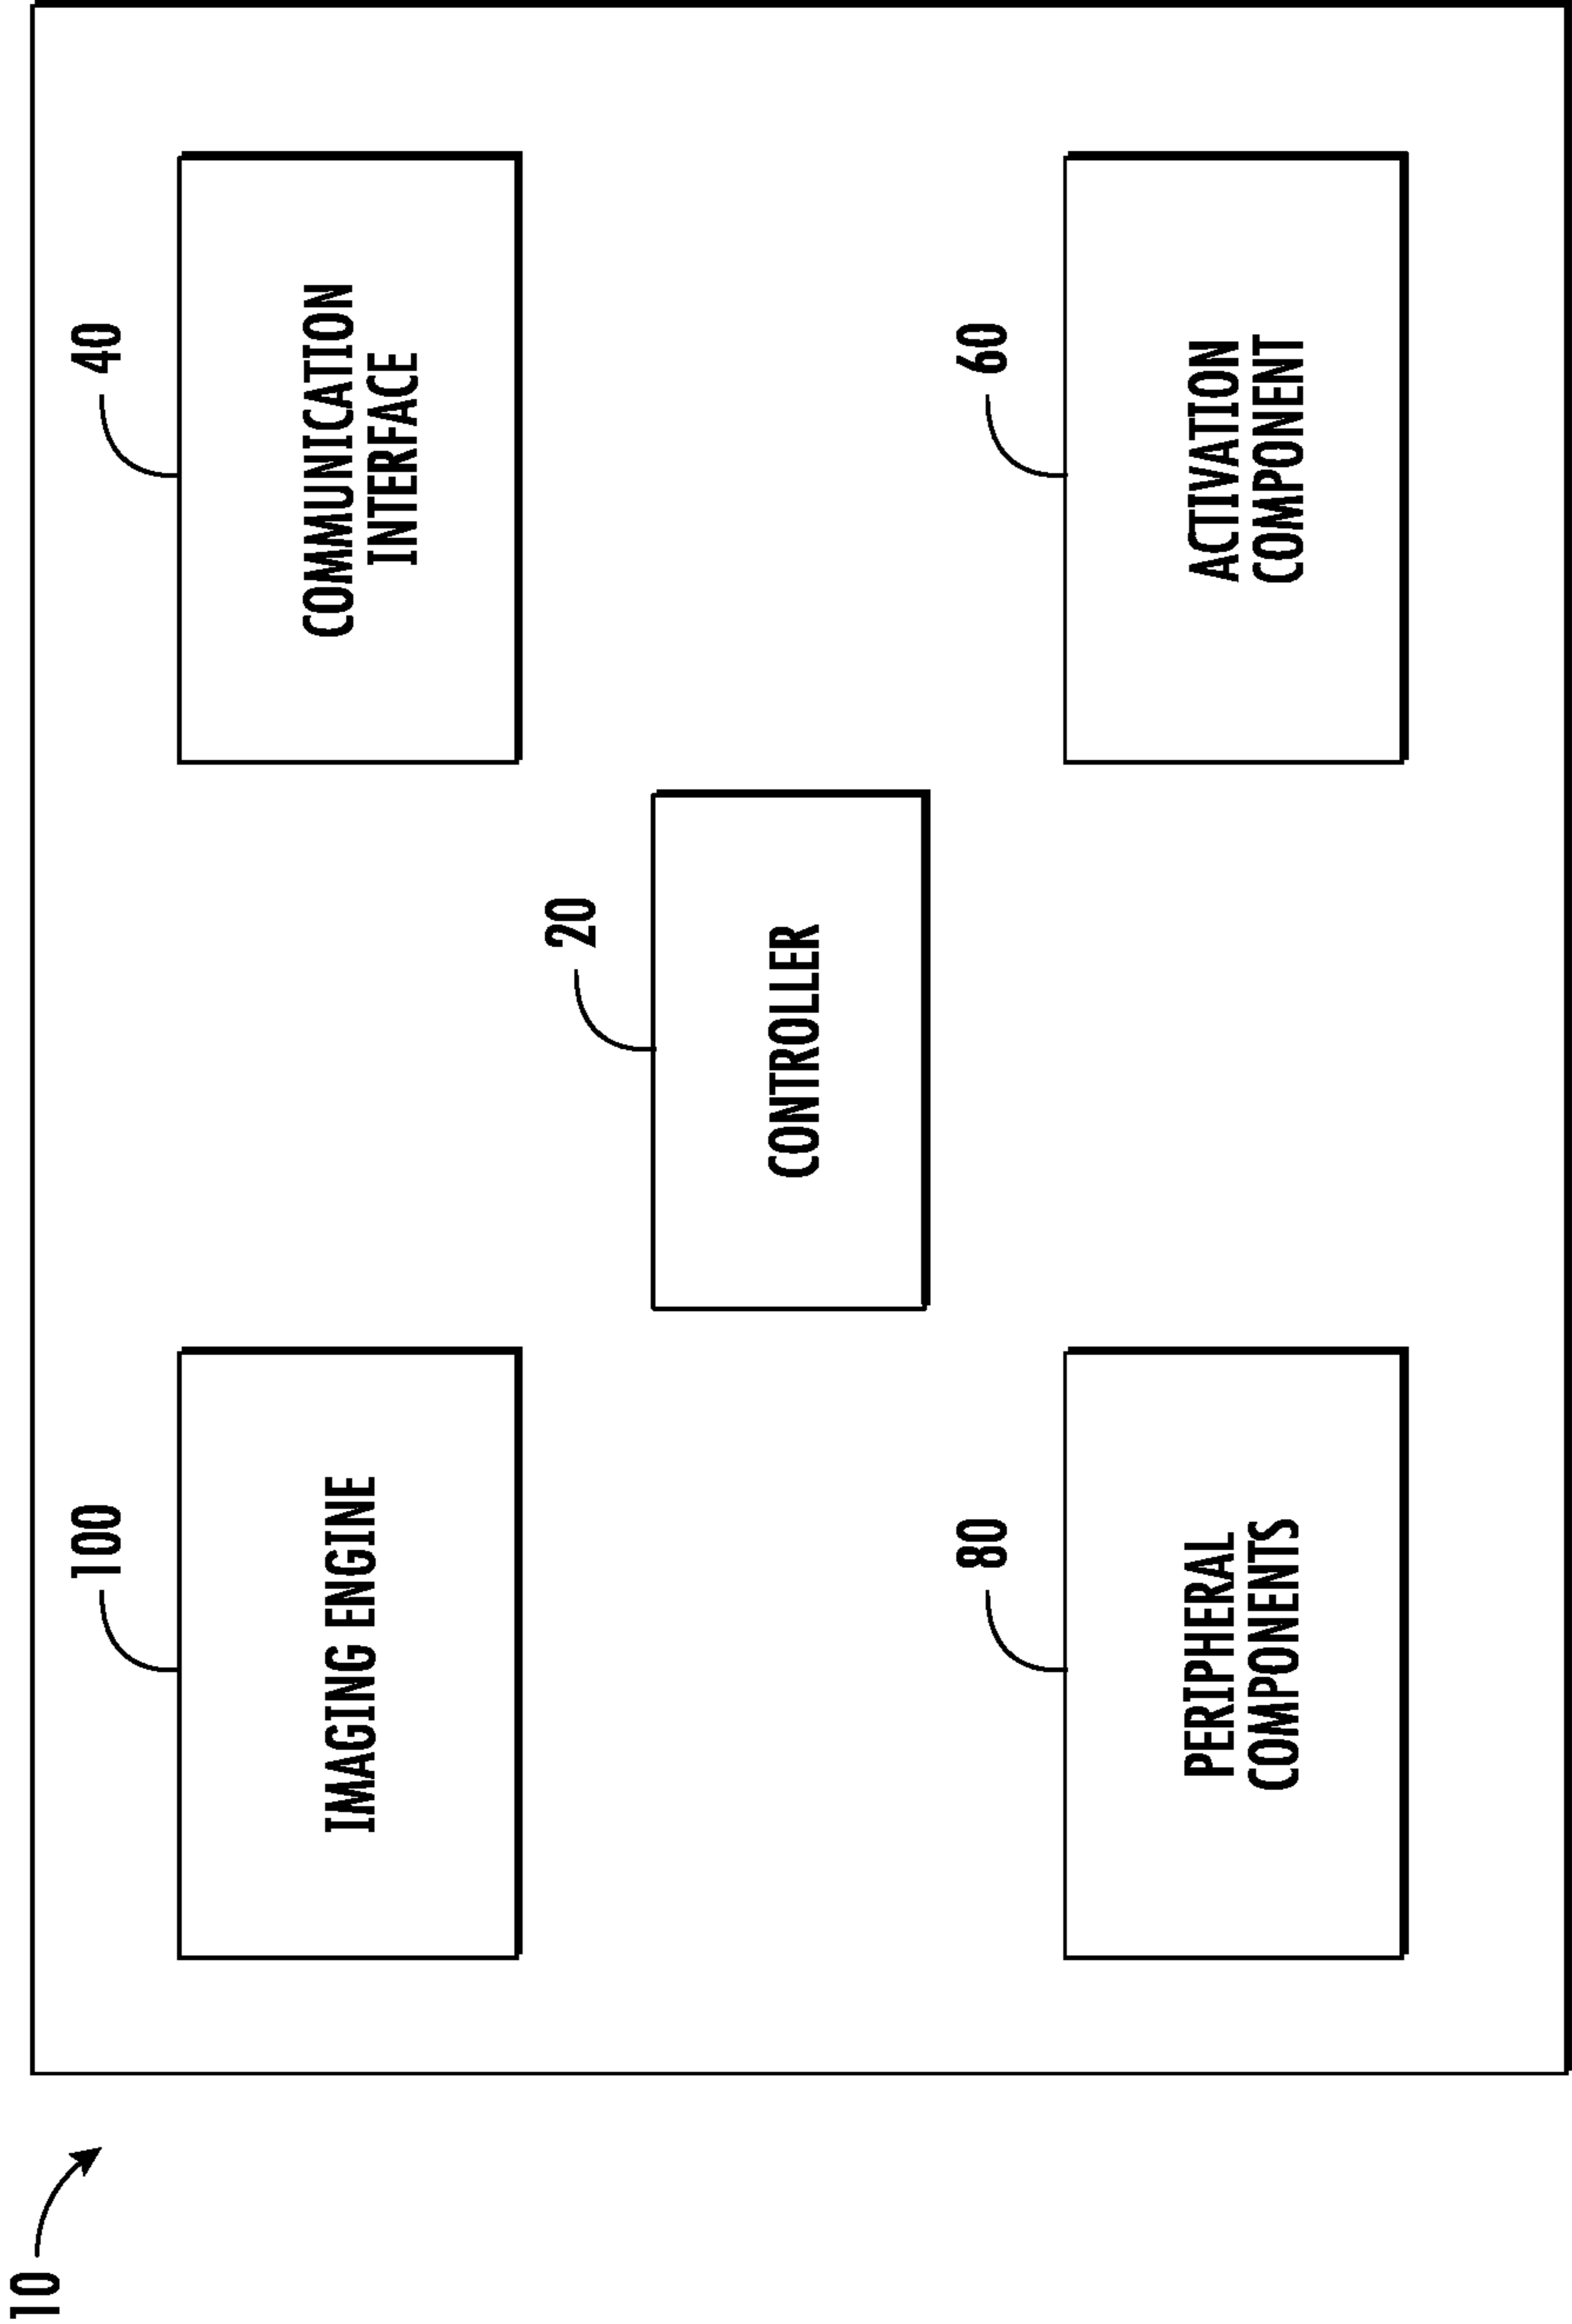 10
100
IMAGING ENGINE
40
COMMUNICATION
INTERFACE
20
CONTROLLER
80
PERIPHERAL
COMPONENTS
60
ACTIVATION
COMPONENT